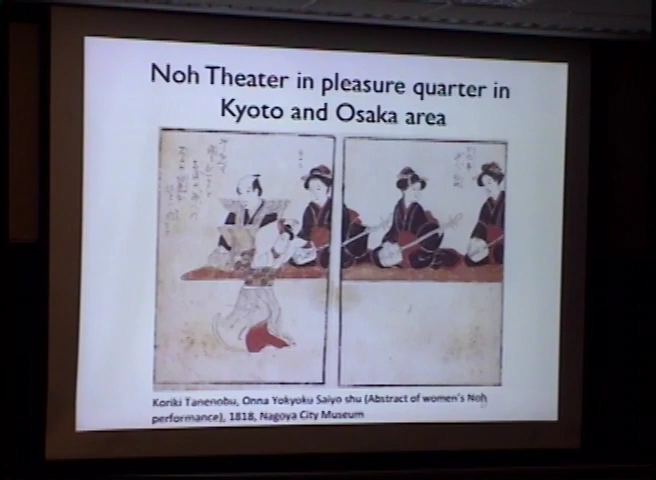 Noh Theater in pleasure quarter in
Kyoto and Osaka area
Koriki Tanenobu, Onna Yokyoku Saiyo shu (Abstract of women's Noh
performance), 1818, Nagoya City Museum